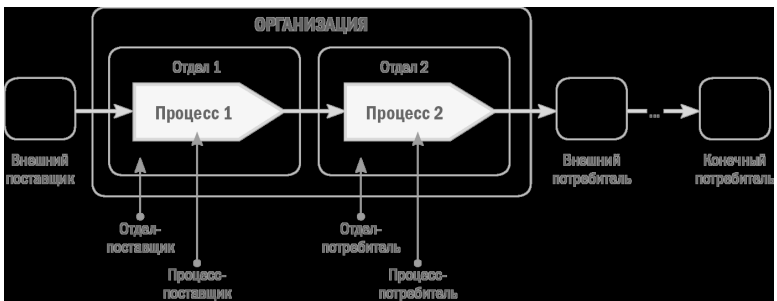 ОРГАНИЗАЦИЯ
Отдел 1
Отдел 2
Процесс 1
Процесс 2
...
Внешний
поставщик
Внешний
потребитель
Конечный
потребитель
Отдел-
поставщик
Отдел-
потребитель
Процесс-
поставщик
Процесс-
потребитель